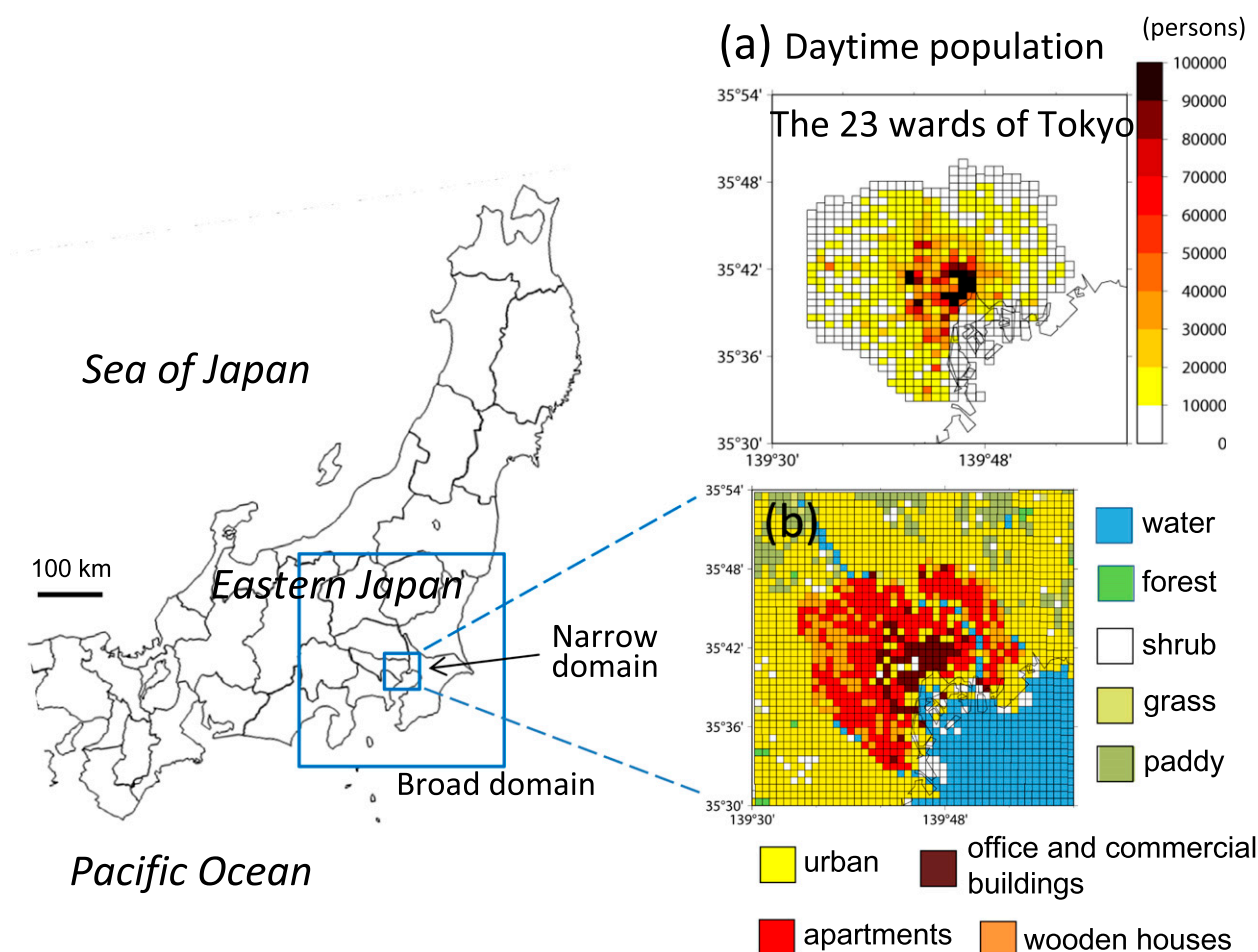 (persons)
(a) Daytime population
100000
35°54'
90000
The 23 wards of Tokyo
80000
35°48'
70000
60000
35°42'
50000
40000
30000
35°36'
20000
10000
35°30'
0
139°30'
139°48'
Sea of Japan
100 km
Eastern Japan
Narrow
domain
Broad domain
Pacific Ocean
35°54'
(b)
35°48'
35°42'
35°36'
35°30'
139°30'
139°48'
water
forest
shrub
grass
paddy
urban
office and commercial
buildings
apartments
wooden houses